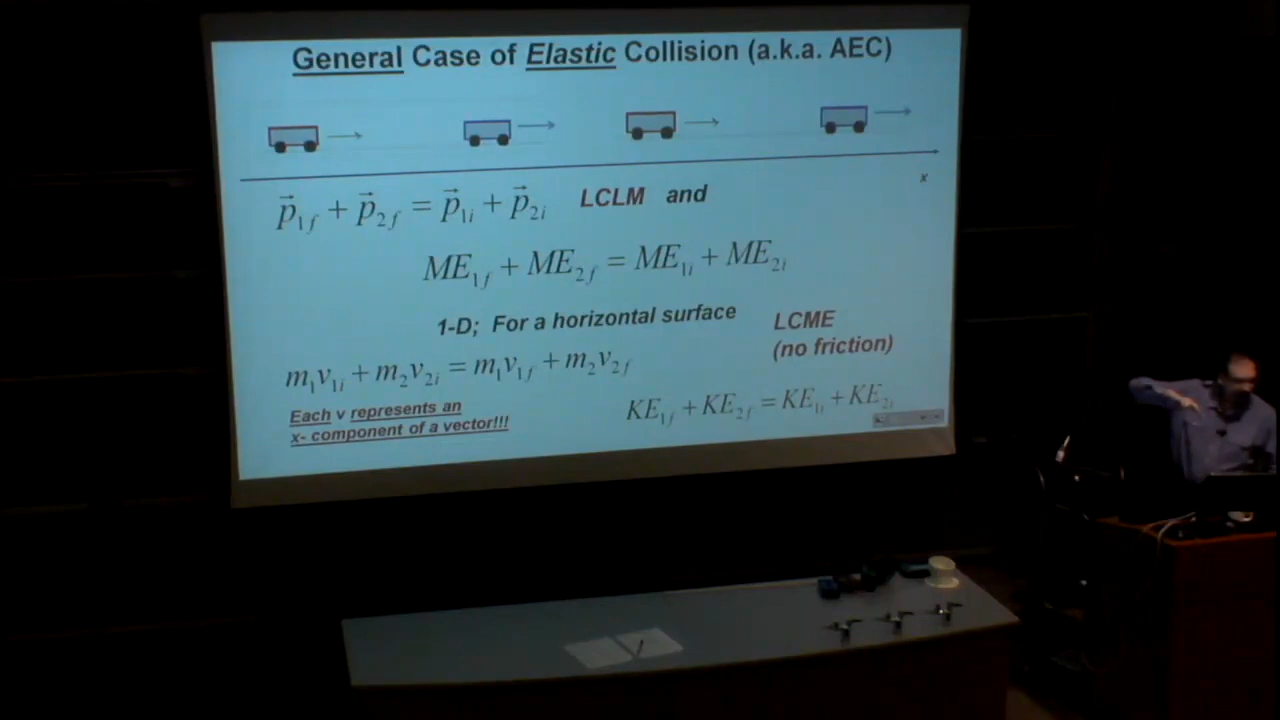 General Case of Elastic Collision (a.k.a. AEC)
x
p⃗1f + p⃗2f = p⃗1i + p⃗2i LCLM and
ME1f + ME2f = ME1i + ME2i
1-D; For a horizontal surface
LCME
(no friction)
m1v1i + m2v2i = m1v1f + m2v2f
KE1f + KE2f = KE1i + KE2i
Each v represents an
x- component of a vector!!!